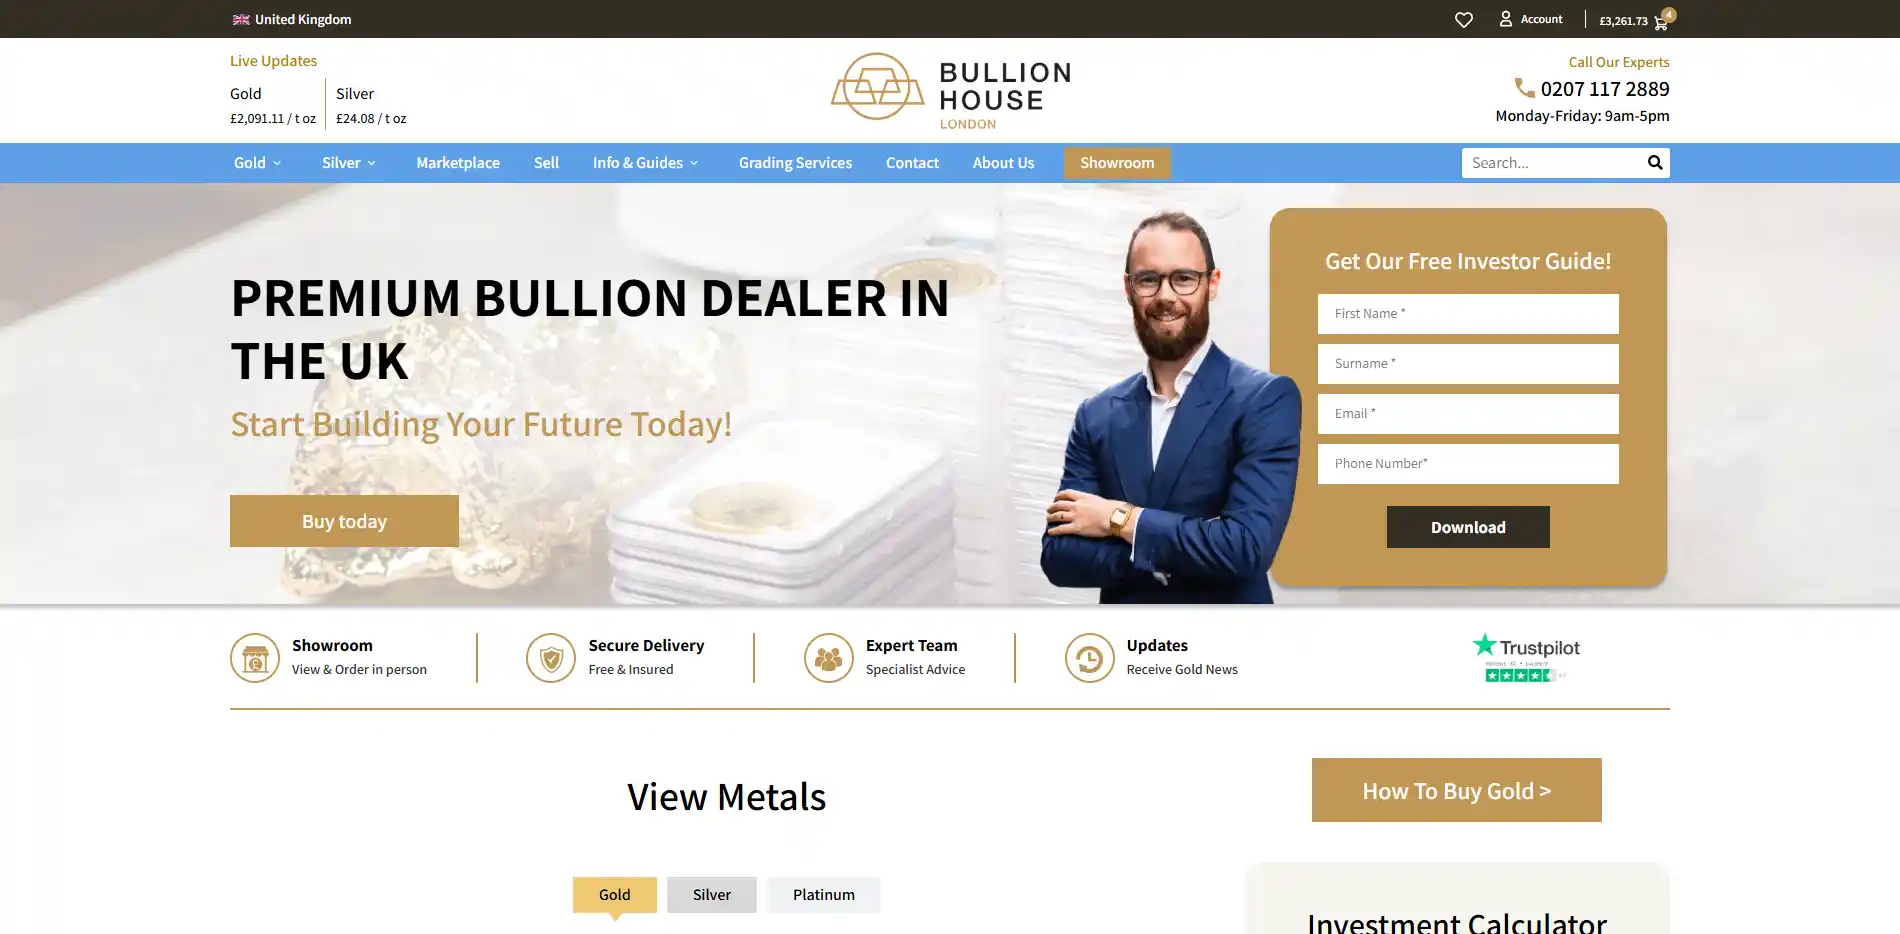 United Kingdom
Account
£3,261.73
4
Live Updates
Gold
£2,091.11 / t oz
Silver
£24.08 / t oz
BULLION
HOUSE
LONDON
Call Our Experts
0207 117 2889
Monday-Friday: 9am-5pm
Gold
Silver
Marketplace
Sell
Info & Guides
Grading Services
Contact
About Us
Showroom
Search...
PREMIUM BULLION DEALER IN
THE UK
Start Building Your Future Today!
Buy today
Get Our Free Investor Guide!
First Name *
Surname *
Email *
Phone Number*
Download
Showroom
View & Order in person
Secure Delivery
Free & Insured
Expert Team
Specialist Advice
Updates
Receive Gold News
Trustpilot
View Metals
How To Buy Gold >
Gold
Silver
Platinum
Investment Calculator